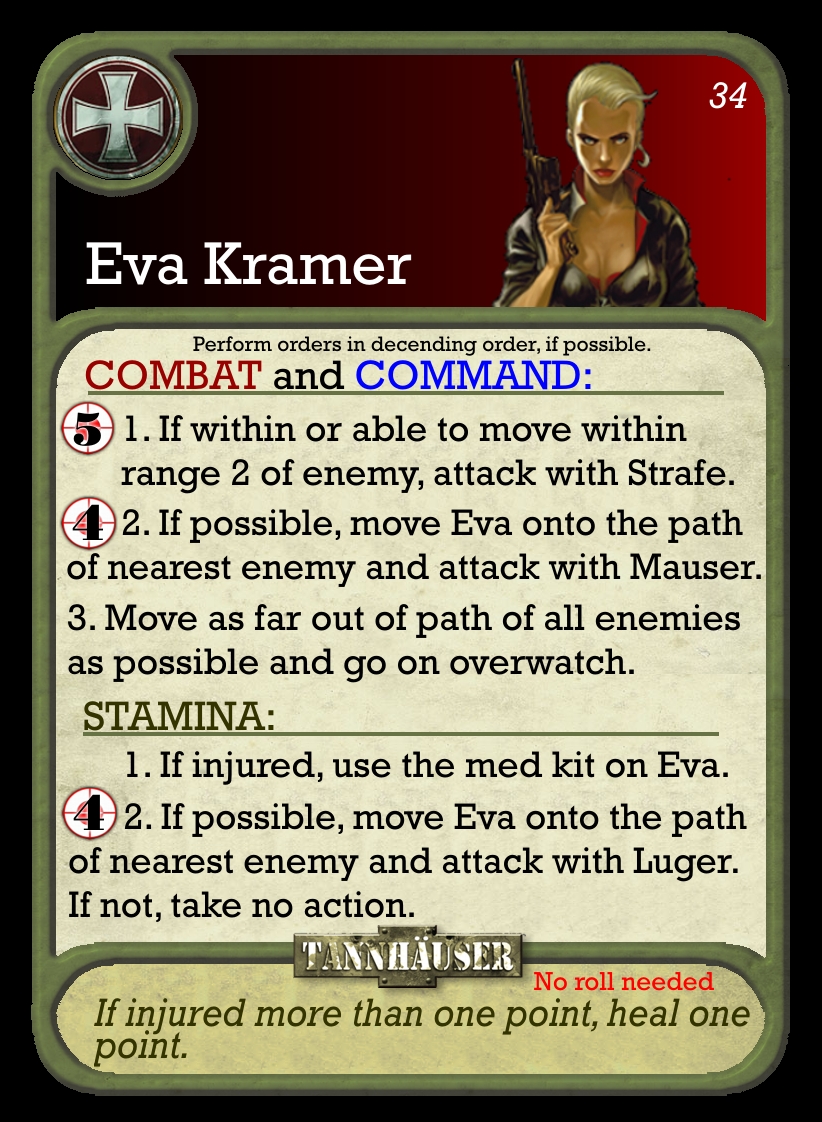 34
Eva Kramer
Perform orders in decending order, if possible.
COMBAT and COMMAND:
5 1. If within or able to move within
range 2 of enemy, attack with Strafe.
4 2. If possible, move Eva onto the path
of nearest enemy and attack with Mauser.
3. Move as far out of path of all enemies
as possible and go on overwatch.
STAMINA:
1. If injured, use the med kit on Eva.
4 2. If possible, move Eva onto the path
of nearest enemy and attack with Luger.
If not, take no action.
TANNHÄUSER
No roll needed
If injured more than one point, heal one
point.